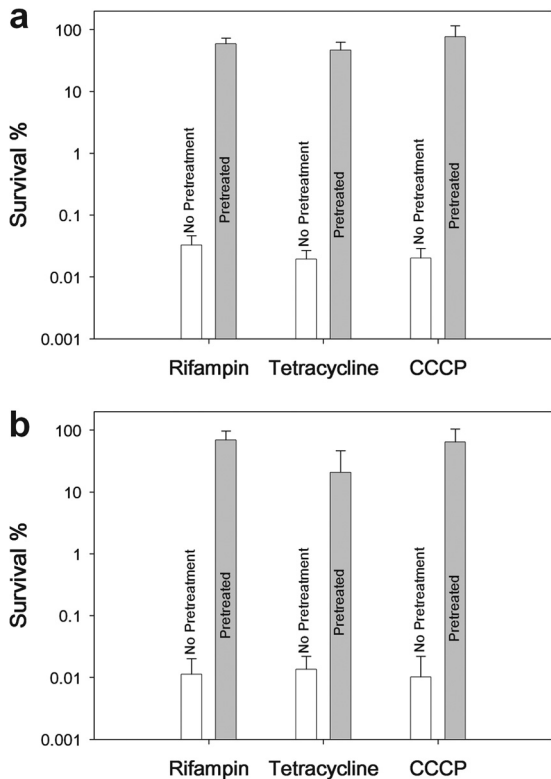 a
Survival %
100
10
1
0.1
0.01
0.001
No Pretreatment
Pretreated
No Pretreatment
Pretreated
No Pretreatment
Pretreated
Rifampin Tetracycline CCCP
b
Survival %
100
10
1
0.1
0.01
0.001
No Pretreatment
Pretreated
No Pretreatment
Pretreated
No Pretreatment
Pretreated
Rifampin Tetracycline CCCP